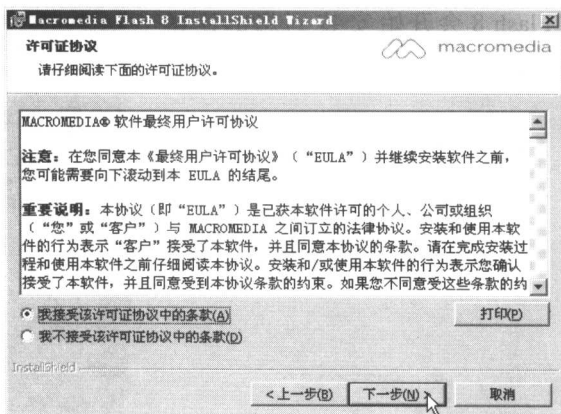 Macromedia Flash 8 InstallShield Wizard
许可证协议
请仔细阅读下面的许可证协议。
macromedia
MACROMEDIA® 软件最终用户许可协议
注意：在您同意本《最终用户许可协议》（“EULA”）并继续安装软件之前，
您可能需要向下滚动到本 EULA 的结尾。
重要说明：本协议（即“EULA”）是已获本软件许可的个人、公司或组织
（“您”或“客户”）与 MACROMEDIA 之间订立的法律协议。安装和使用本软
件的行为表示“客户”接受了本软件，并且同意本协议的条款。请在完成安装过
程和使用本软件之前仔细阅读本协议。安装和/或使用本软件的行为表示您确认
接受了本软件，并且同意受到本协议条款的约束。如果您不同意受这些条款的约
我接受该许可证协议中的条款(A)
打印(P)
我不接受该许可证协议中的条款(D)
InstallShield
<上一步(B)
下一步(N)>
取消